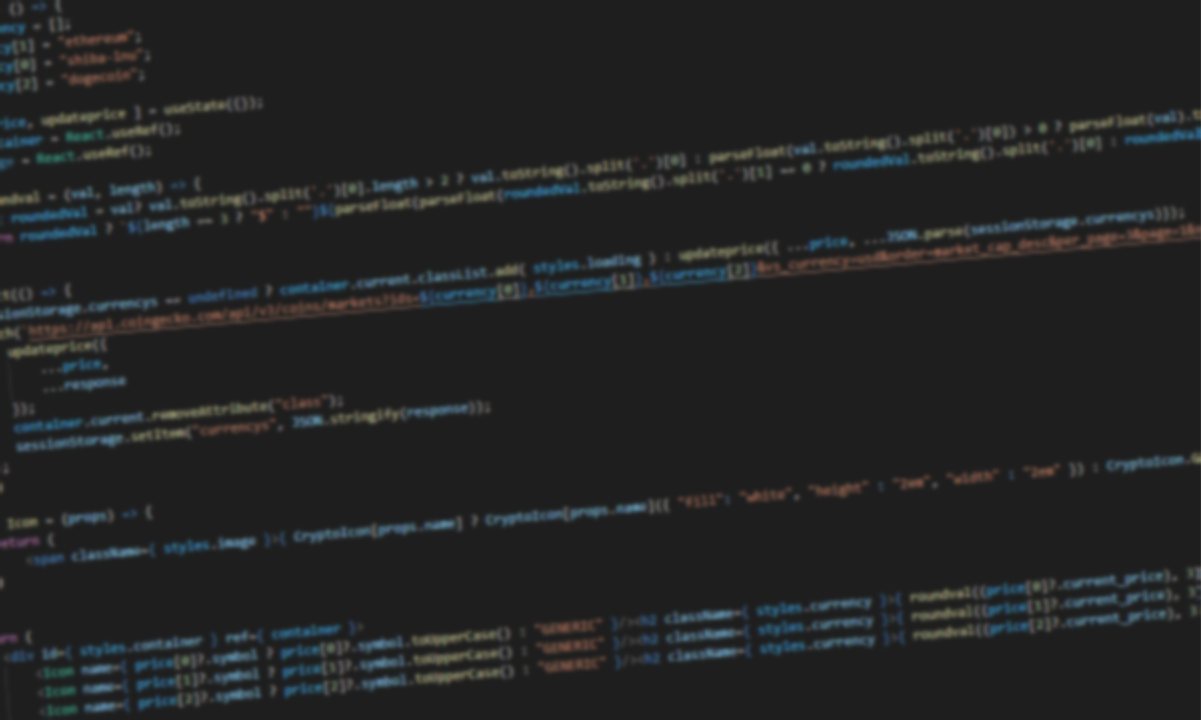 () => {
ency = [];
cy[1] = "ethereum";
cy[0] = "shiba-inu";
cy[2] = "dogecoin";
rice, updateprice ] = useState({});
tainer = React.useRef();
= React.useRef();
undval = (val, length) => {
roundedVal = val? val.toString().split('.')[0].length > 2 ? val.toString().split('.')[0] : parseFloat(val.toString().split('.')[0]) > 0 ? parseFloat(val).t
rn roundedVal ? `${length == 3 ? "$" : ""}${parseFloat(parseFloat(roundedVal.toString().split('.')[1] == 0 ? roundedVal.toString().split('.')[0] : roundedV
ct(() => {
sionStorage.currencys == undefined ? container.current.classList.add( styles.loading ) : updateprice({ ...price, ...JSON.parse(sessionStorage.currencys)});
ch(`https://api.coingecko.com/api/v3/coins/markets?ids=${currency[0]},${currency[1]},${currency[2]}&vs_currency=usd&order=market_cap_desc&per_page=3&page=1&
updateprice({
...price,
...response
});
container.current.removeAttribute("class");
sessionStorage.setItem("currencys", JSON.stringify(response));
;
Icon = (props) => {
eturn (
<span className={ styles.image }>{ CryptoIcon[props.name] ? CryptoIcon[props.name]({ "fill": "white", "height" : "2em", "width" : "2em" }) : CryptoIcon.
urn (
<div id={ styles.container } ref={ container }>
<Icon name={ price[0]?.symbol ? price[0]?.symbol.toUpperCase() : "GENERIC" }/><h2 className={ styles.currency }>{ roundval((price[0]?.current_price), 3
<Icon name={ price[1]?.symbol ? price[1]?.symbol.toUpperCase() : "GENERIC" }/><h2 className={ styles.currency }>{ roundval((price[1]?.current_price), 3
<Icon name={ price[2]?.symbol ? price[2]?.symbol.toUpperCase() : "GENERIC" }/><h2 className={ styles.currency }>{ roundval((price[2]?.current_price), 3